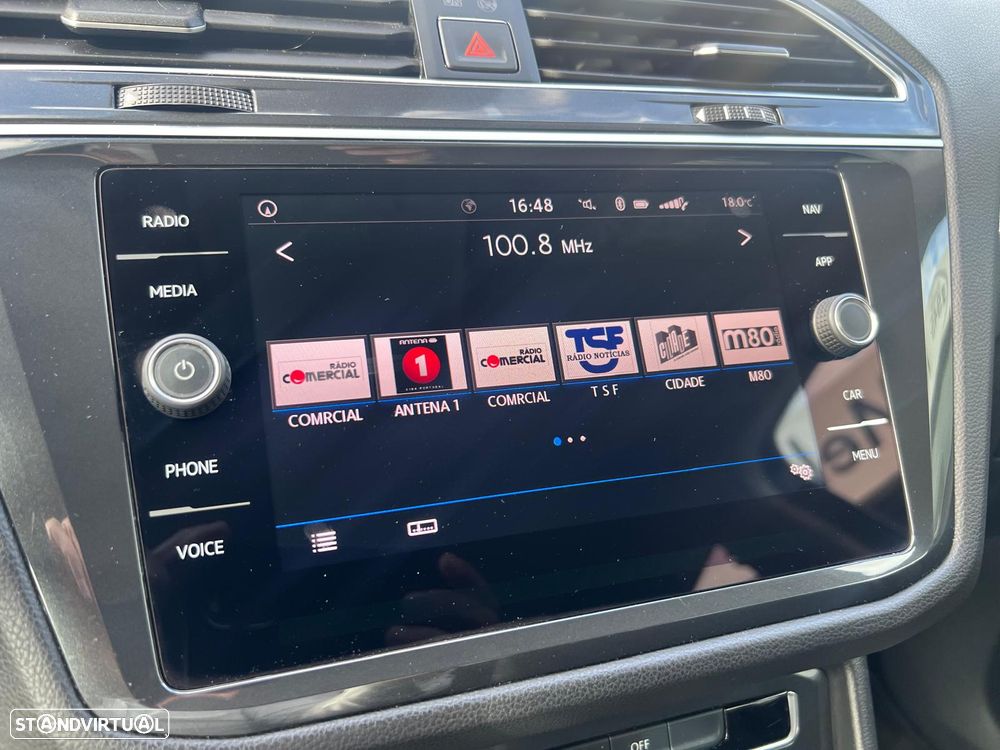 RADIO
MEDIA
PHONE
VOICE
16:48
18.0°C
100.8 MHz
RÁDIO
COMERCIAL
ANTENA
1
RÁDIO
COMERCIAL
TSF
RÁDIO NOTÍCIAS
CIDADE
m80
COMRCIAL
ANTENA 1
COMRCIAL
T S F
CIDADE
M80
NAV
APP
CAR
MENU
OFF
STANDVIRTUAL